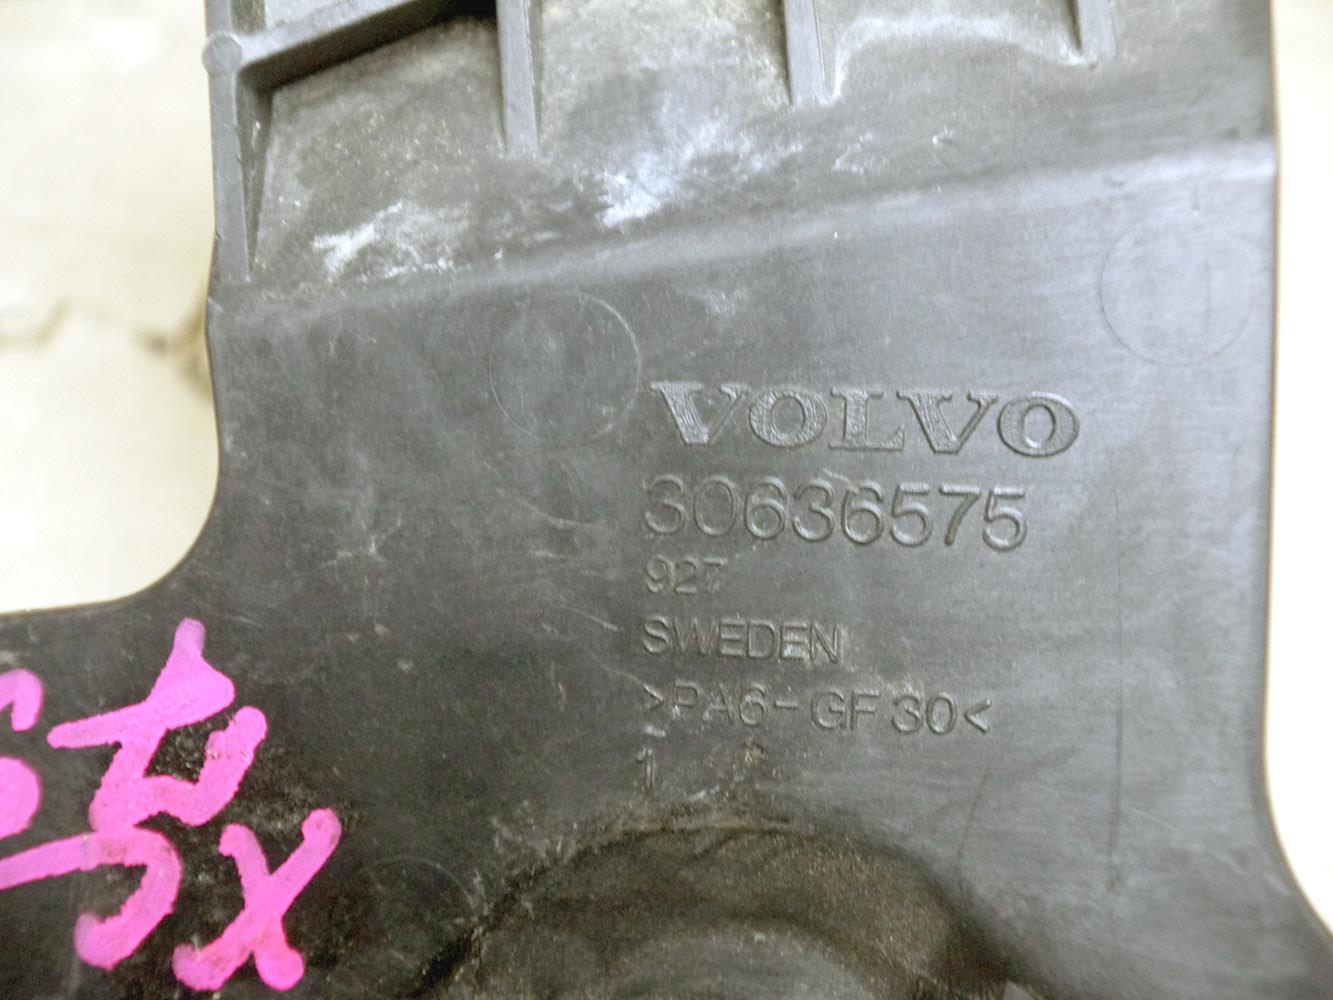 VOLVO
30636575
927
SWEDEN
>PA6-GF30<
1